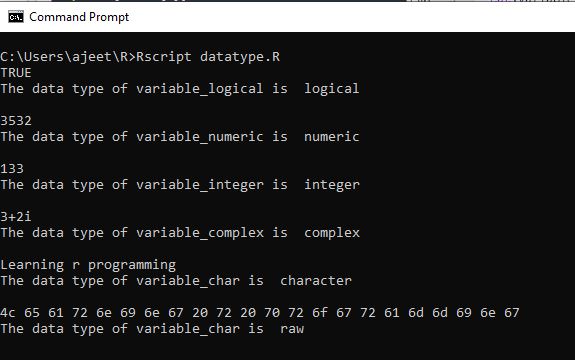 Command Prompt
C:\Users\ajeet\R>Rscript datatype.R
TRUE
The data type of variable_logical is  logical
3532
The data type of variable_numeric is  numeric
133
The data type of variable_integer is  integer
3+2i
The data type of variable_complex is  complex
Learning r programming
The data type of variable_char is  character
4c 65 61 72 6e 69 6e 67 20 72 20 70 72 6f 67 72 61 6d 6d 69 6e 67
The data type of variable_char is  raw